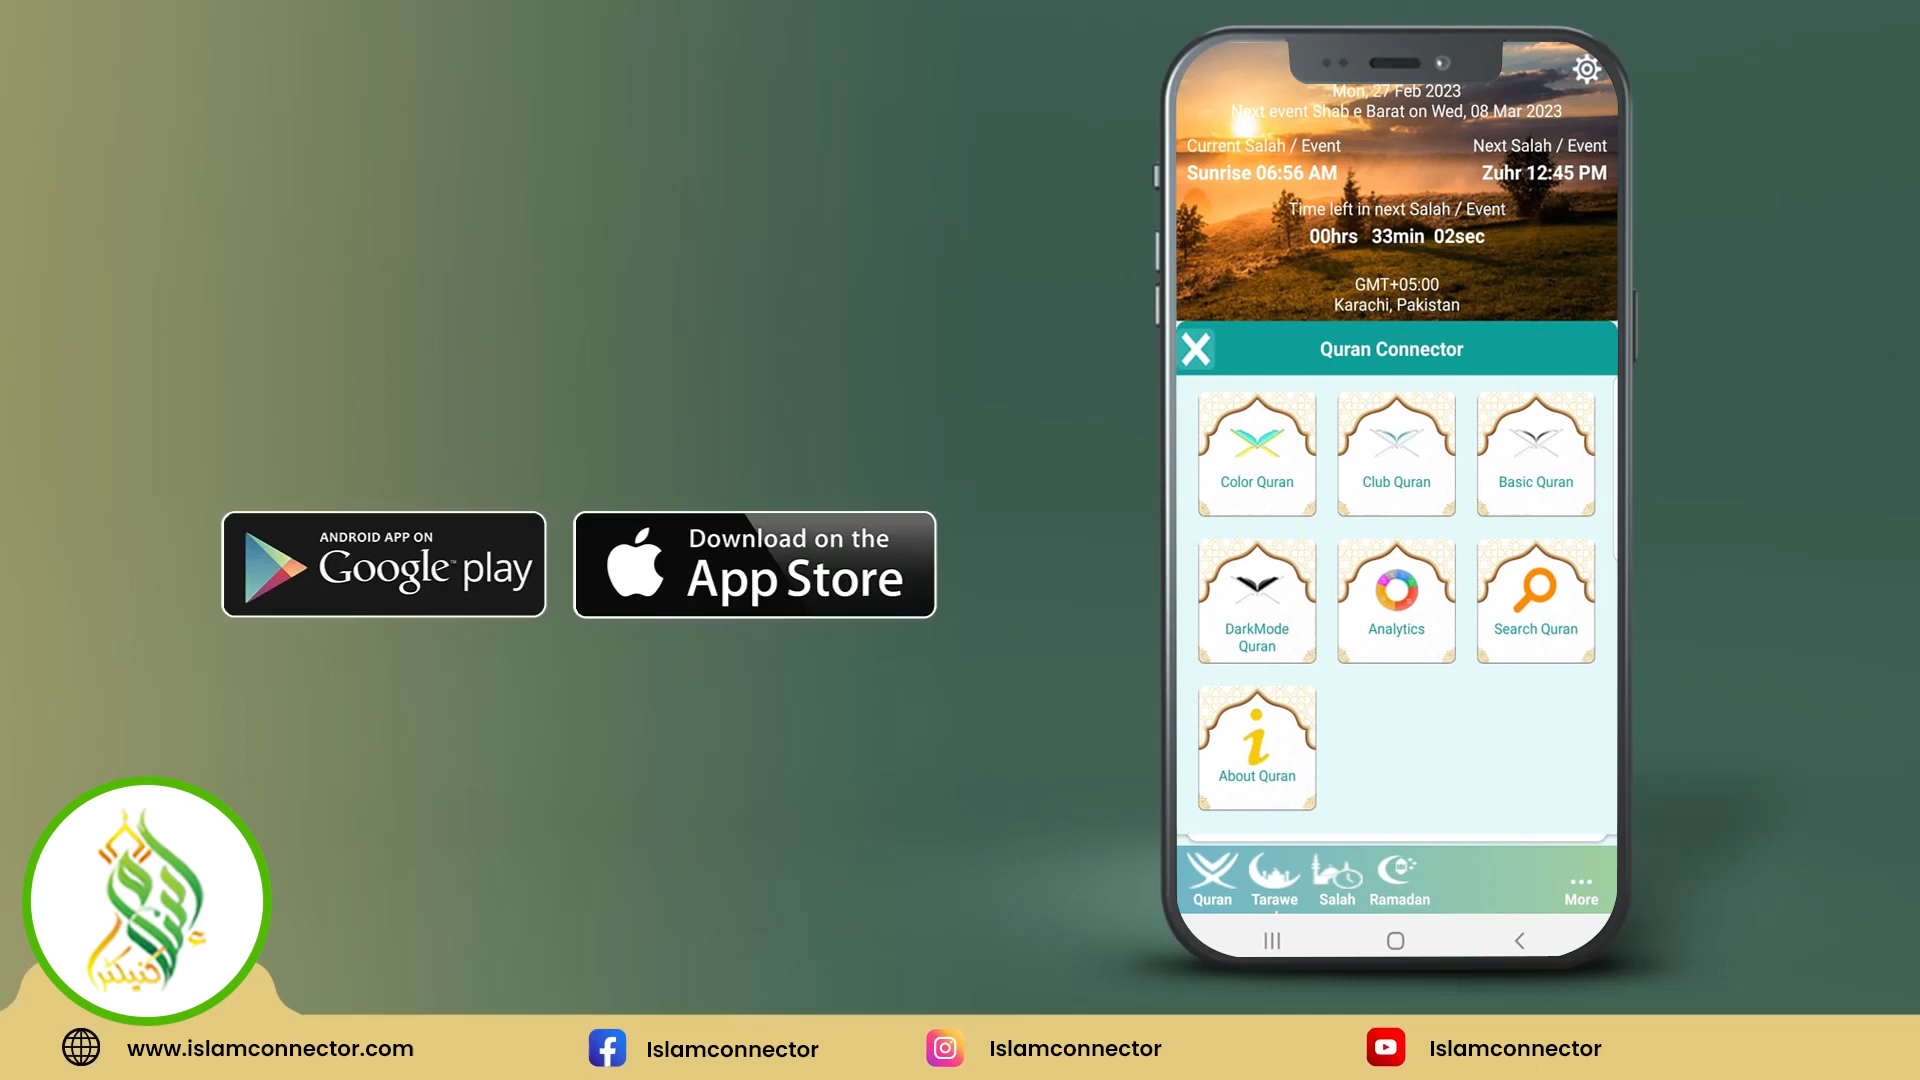 Mon, 27 Feb 2023
Next event Shab e Barat on Wed, 08 Mar 2023
Current Salah / Event
Next Salah / Event
Sunrise 06:56 AM
Zuhr 12:45 PM
Time left in next Salah / Event
00hrs 33min 02sec
GMT+05:00
Karachi, Pakistan
X
Quran Connector
Color Quran
Club Quran
Basic Quran
DarkMode
Quran
Analytics
Search Quran
About Quran
Quran
Tarawe
Salah
Ramadan
More
ANDROID APP ON
Google™ play
Download on the
App Store
www.islamconnector.com
Islamconnector
Islamconnector
Islamconnector